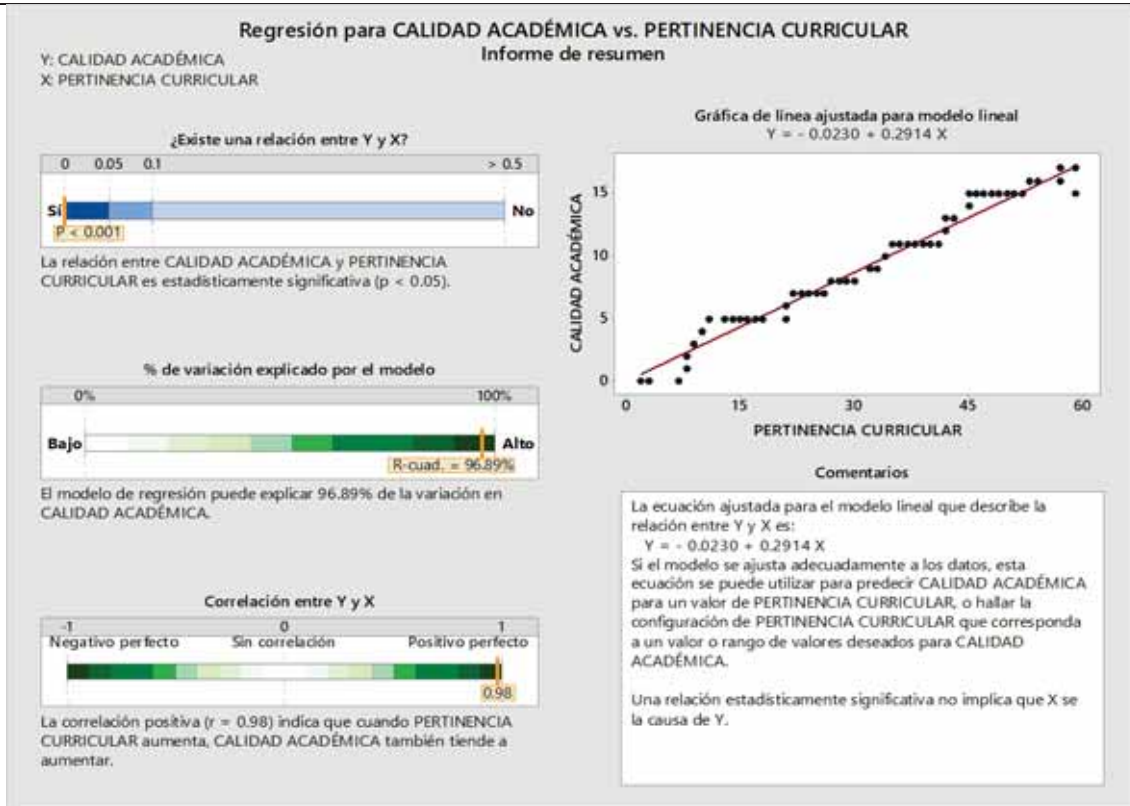 Regresión para CALIDAD ACADÉMICA vs. PERTINENCIA CURRICULAR
Informe de resumen
Y: CALIDAD ACADÉMICA
X: PERTINENCIA CURRICULAR
¿Existe una relación entre Y y X?
0 0.05 0.1 > 0.5
Sí No
P < 0.001
La relación entre CALIDAD ACADÉMICA y PERTINENCIA
CURRICULAR es estadísticamente significativa (p < 0.05).
% de variación explicado por el modelo
0% 100%
Bajo Alto
R-cuad. = 96.89%
El modelo de regresión puede explicar 96.89% de la variación en
CALIDAD ACADÉMICA.
Correlación entre Y y X
-1 0 1
Negativo perfecto Sin correlación Positivo perfecto
0.98
La correlación positiva (r = 0.98) indica que cuando PERTINENCIA
CURRICULAR aumenta, CALIDAD ACADÉMICA también tiende a
aumentar.
Gráfica de línea ajustada para modelo lineal
Y = - 0.0230 + 0.2914 X
CALIDAD ACADÉMICA
15
10
5
0
0 15 30 45 60
PERTINENCIA CURRICULAR
Comentarios
La ecuación ajustada para el modelo lineal que describe la
relación entre Y y X es:
Y = - 0.0230 + 0.2914 X
Si el modelo se ajusta adecuadamente a los datos, esta
ecuación se puede utilizar para predecir CALIDAD ACADÉMICA
para un valor de PERTINENCIA CURRICULAR, o hallar la
configuración de PERTINENCIA CURRICULAR que corresponda
a un valor o rango de valores deseados para CALIDAD
ACADÉMICA.
Una relación estadísticamente significativa no implica que X se
la causa de Y.